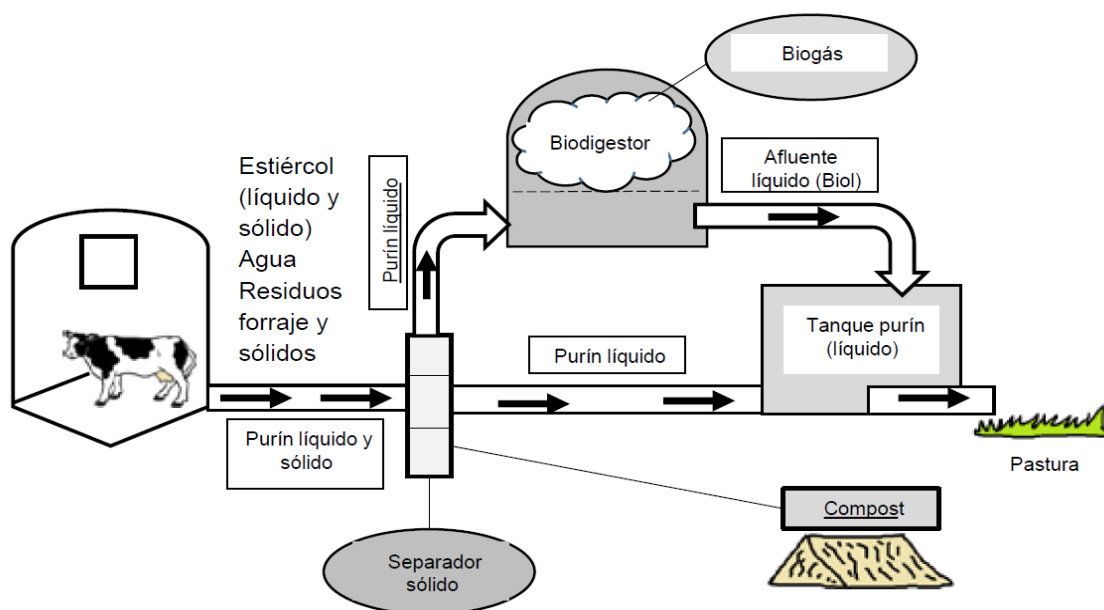 Biogás
Biodigestor
Afluente
líquido (Biol)
Estiércol
(líquido y
sólido)
Agua
Residuos
forraje y
sólidos
Purín líquido
Tanque purín
(líquido)
Purín líquido
Purín líquido y
sólido
Pastura
Compost
Separador
sólido